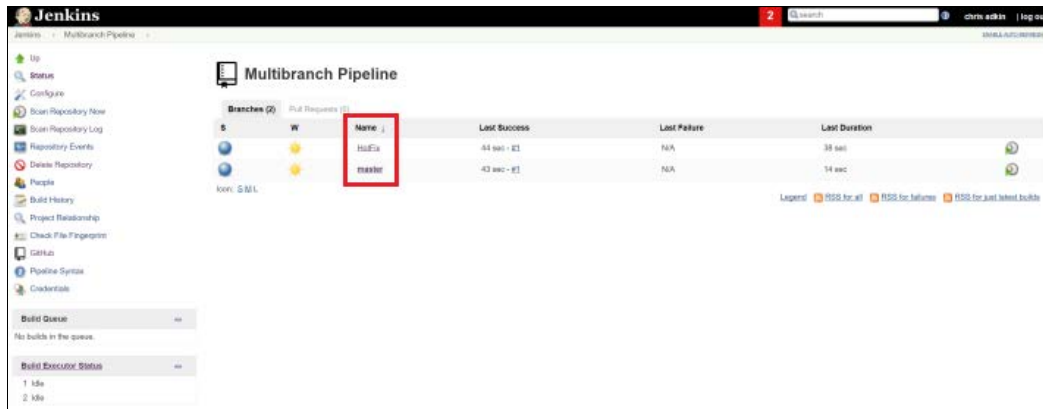 Jenkins
2
search
chris adkin | log ou
Jenkins
Multibranch Pipeline
Up
Status
Configure
Scan Repository Now
Scan Repository Log
Repository Events
Delete Repository
People
Build History
Project Relationship
Check File Fingerprint
GitHub
Pipeline Syntax
Credentials
Build Queue
No builds in the queue.
Build Executor Status
1 Idle
2 Idle
Multibranch Pipeline
Branches (2) Pull Requests (0)
S W Name ↓ Last Success Last Failure Last Duration
44 sec - #1 N/A 38 sec
master 43 sec - #1 N/A 14 sec
Icon: S M L
Legend RSS for all RSS for failures RSS for just latest builds